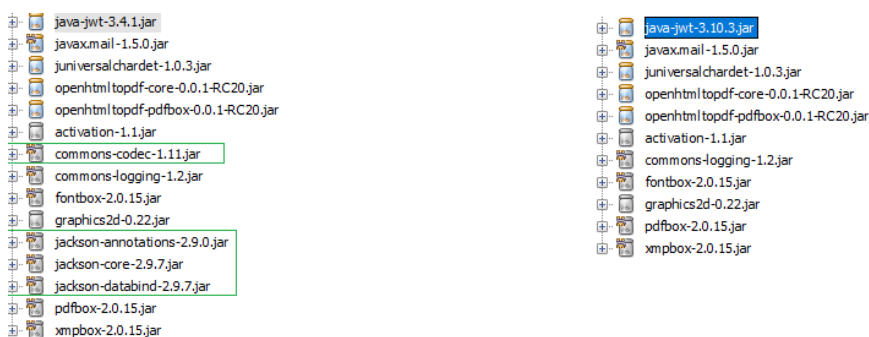 java-jwt-3.4.1.jar
javax.mail-1.5.0.jar
juniversalchardet-1.0.3.jar
openhtmltopdf-core-0.0.1-RC20.jar
openhtmltopdf-pdfbox-0.0.1-RC20.jar
activation-1.1.jar
commons-codec-1.11.jar
commons-logging-1.2.jar
fontbox-2.0.15.jar
graphics2d-0.22.jar
jackson-annotations-2.9.0.jar
jackson-core-2.9.7.jar
jackson-databind-2.9.7.jar
pdfbox-2.0.15.jar
xmpbox-2.0.15.jar
java-jwt-3.10.3.jar
javax.mail-1.5.0.jar
juniversalchardet-1.0.3.jar
openhtmltopdf-core-0.0.1-RC20.jar
openhtmltopdf-pdfbox-0.0.1-RC20.jar
activation-1.1.jar
commons-logging-1.2.jar
fontbox-2.0.15.jar
graphics2d-0.22.jar
pdfbox-2.0.15.jar
xmpbox-2.0.15.jar